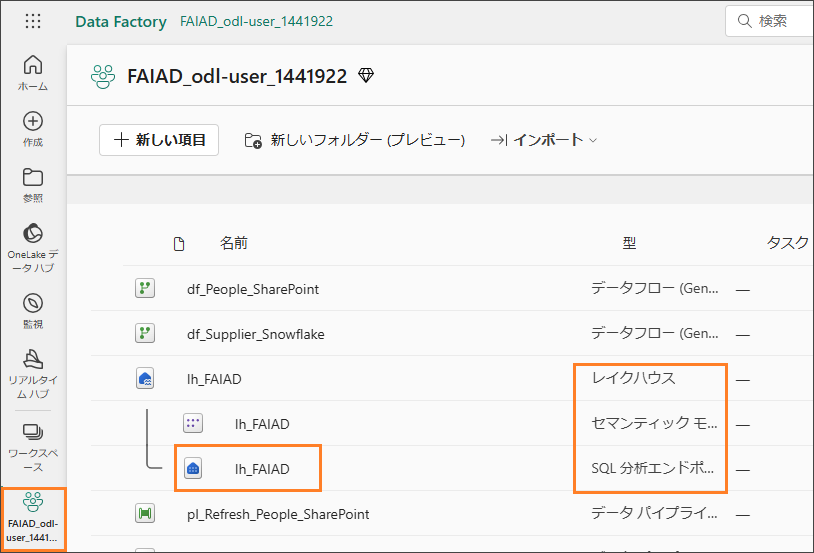 Data Factory FAIAD_odl-user_1441922 検索
ホーム
作成
参照
OneLake デ
ータ ハブ
監視
リアルタイ
ム ハブ
ワークスペ
ース
FAIAD_odl-
user_1441...
FAIAD_odl-user_1441922
新しい項目 新しいフォルダー (プレビュー) インポート
名前 型 タスク
df_People_SharePoint データフロー (Gen... —
df_Supplier_Snowflake データフロー (Gen... —
lh_FAIAD レイクハウス —
lh_FAIAD セマンティック モ... —
lh_FAIAD SQL 分析エンドポ... —
pl_Refresh_People_SharePoint データ パイプライ... —